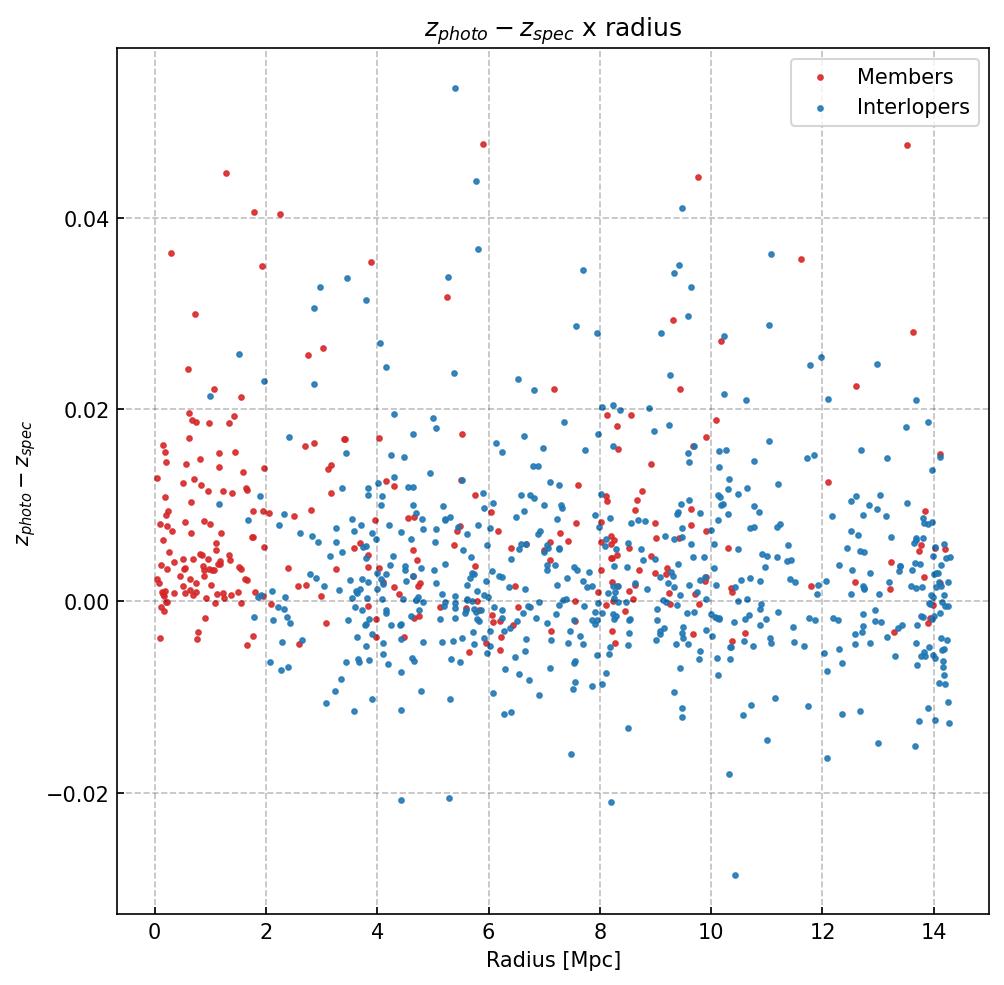 z_photo − z_spec x radius
Members
Interlopers
z_photo − z_spec
0.04
0.02
0.00
−0.02
0 2 4 6 8 10 12 14
Radius [Mpc]